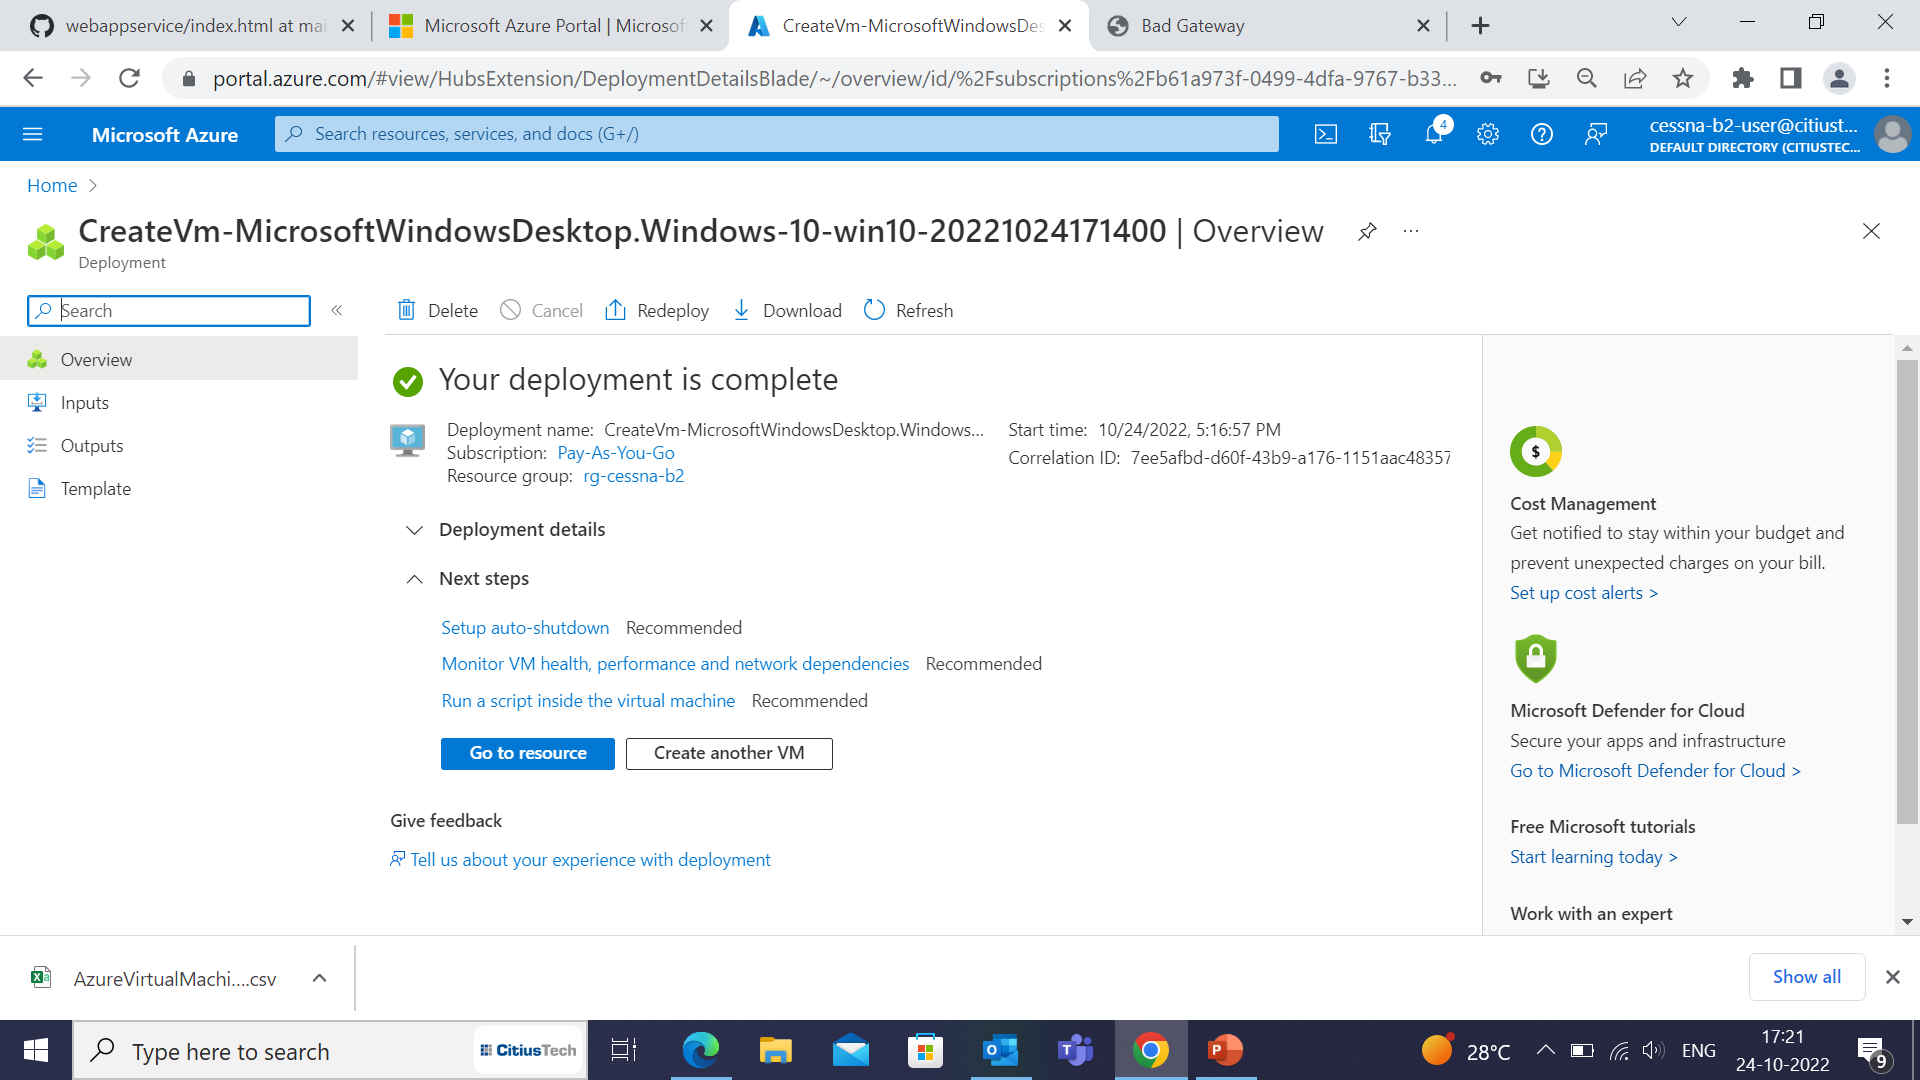 webappservice/index.html at mai
Microsoft Azure Portal | Microsof
CreateVm-MicrosoftWindowsDes
Bad Gateway
portal.azure.com/#view/HubsExtension/DeploymentDetailsBlade/~/overview/id/%2Fsubscriptions%2Fb61a973f-0499-4dfa-9767-b33...
Microsoft Azure
Search resources, services, and docs (G+/)
4
cessna-b2-user@citiust...
DEFAULT DIRECTORY (CITIUSTEC...
Home
CreateVm-MicrosoftWindowsDesktop.Windows-10-win10-20221024171400 | Overview
Deployment
Search
Delete
Cancel
Redeploy
Download
Refresh
Overview
Inputs
Outputs
Template
Your deployment is complete
Deployment name: CreateVm-MicrosoftWindowsDesktop.Windows...
Subscription: Pay-As-You-Go
Resource group: rg-cessna-b2
Start time: 10/24/2022, 5:16:57 PM
Correlation ID: 7ee5afbd-d60f-43b9-a176-1151aac48357
Deployment details
Next steps
Setup auto-shutdown Recommended
Monitor VM health, performance and network dependencies Recommended
Run a script inside the virtual machine Recommended
Go to resource
Create another VM
Give feedback
Tell us about your experience with deployment
$
Cost Management
Get notified to stay within your budget and
prevent unexpected charges on your bill.
Set up cost alerts >
Microsoft Defender for Cloud
Secure your apps and infrastructure
Go to Microsoft Defender for Cloud >
Free Microsoft tutorials
Start learning today >
Work with an expert
AzureVirtualMachi....csv
Show all
Type here to search
CitiusTech
28°C
ENG
17:21
24-10-2022
9